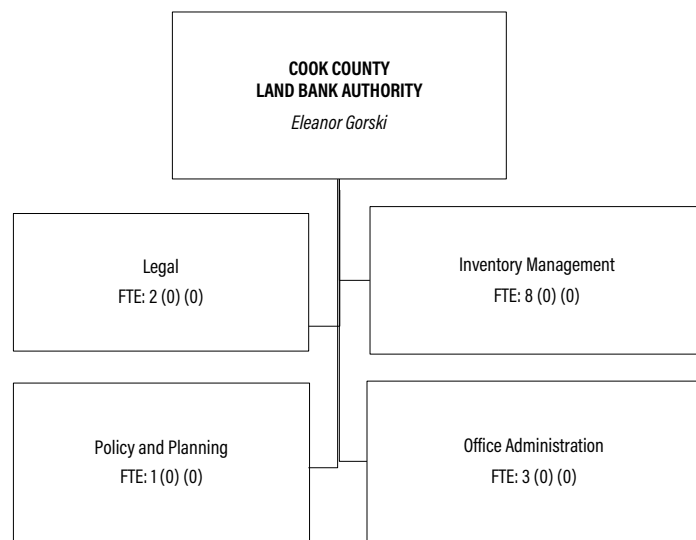 COOK COUNTY
LAND BANK AUTHORITY
Eleanor Gorski
Legal
FTE: 2 (0) (0)
Inventory Management
FTE: 8 (0) (0)
Policy and Planning
FTE: 1 (0) (0)
Office Administration
FTE: 3 (0) (0)